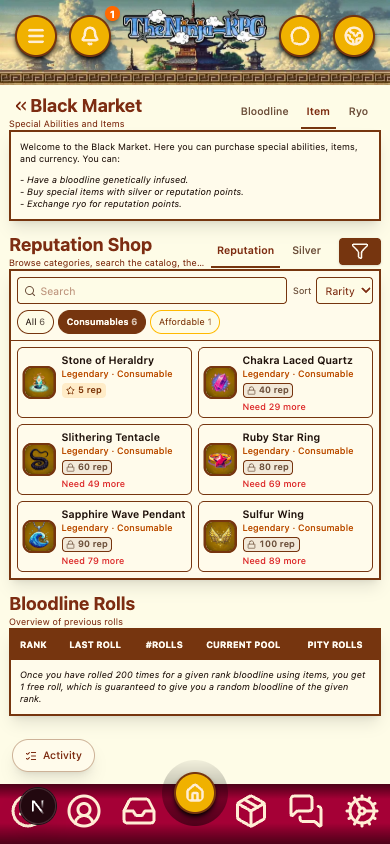 1
TheNinja-RPG
Black Market
Special Abilities and Items
Bloodline Item Ryo
Welcome to the Black Market. Here you can purchase special abilities, items,
and currency. You can:
- Have a bloodline genetically infused.
- Buy special items with silver or reputation points.
- Exchange ryo for reputation points.
Reputation Shop
Browse categories, search the catalog, the...
Reputation Silver
Search
Sort Rarity
All 6 Consumables 6 Affordable 1
Stone of Heraldry
Legendary · Consumable
5 rep
Chakra Laced Quartz
Legendary · Consumable
40 rep
Need 29 more
Slithering Tentacle
Legendary · Consumable
60 rep
Need 49 more
Ruby Star Ring
Legendary · Consumable
80 rep
Need 69 more
Sapphire Wave Pendant
Legendary · Consumable
90 rep
Need 79 more
Sulfur Wing
Legendary · Consumable
100 rep
Need 89 more
Bloodline Rolls
Overview of previous rolls
RANK LAST ROLL #ROLLS CURRENT POOL PITY ROLLS
Once you have rolled 200 times for a given rank bloodline using items, you get
1 free roll, which is guaranteed to give you a random bloodline of the given
rank.
Activity
N